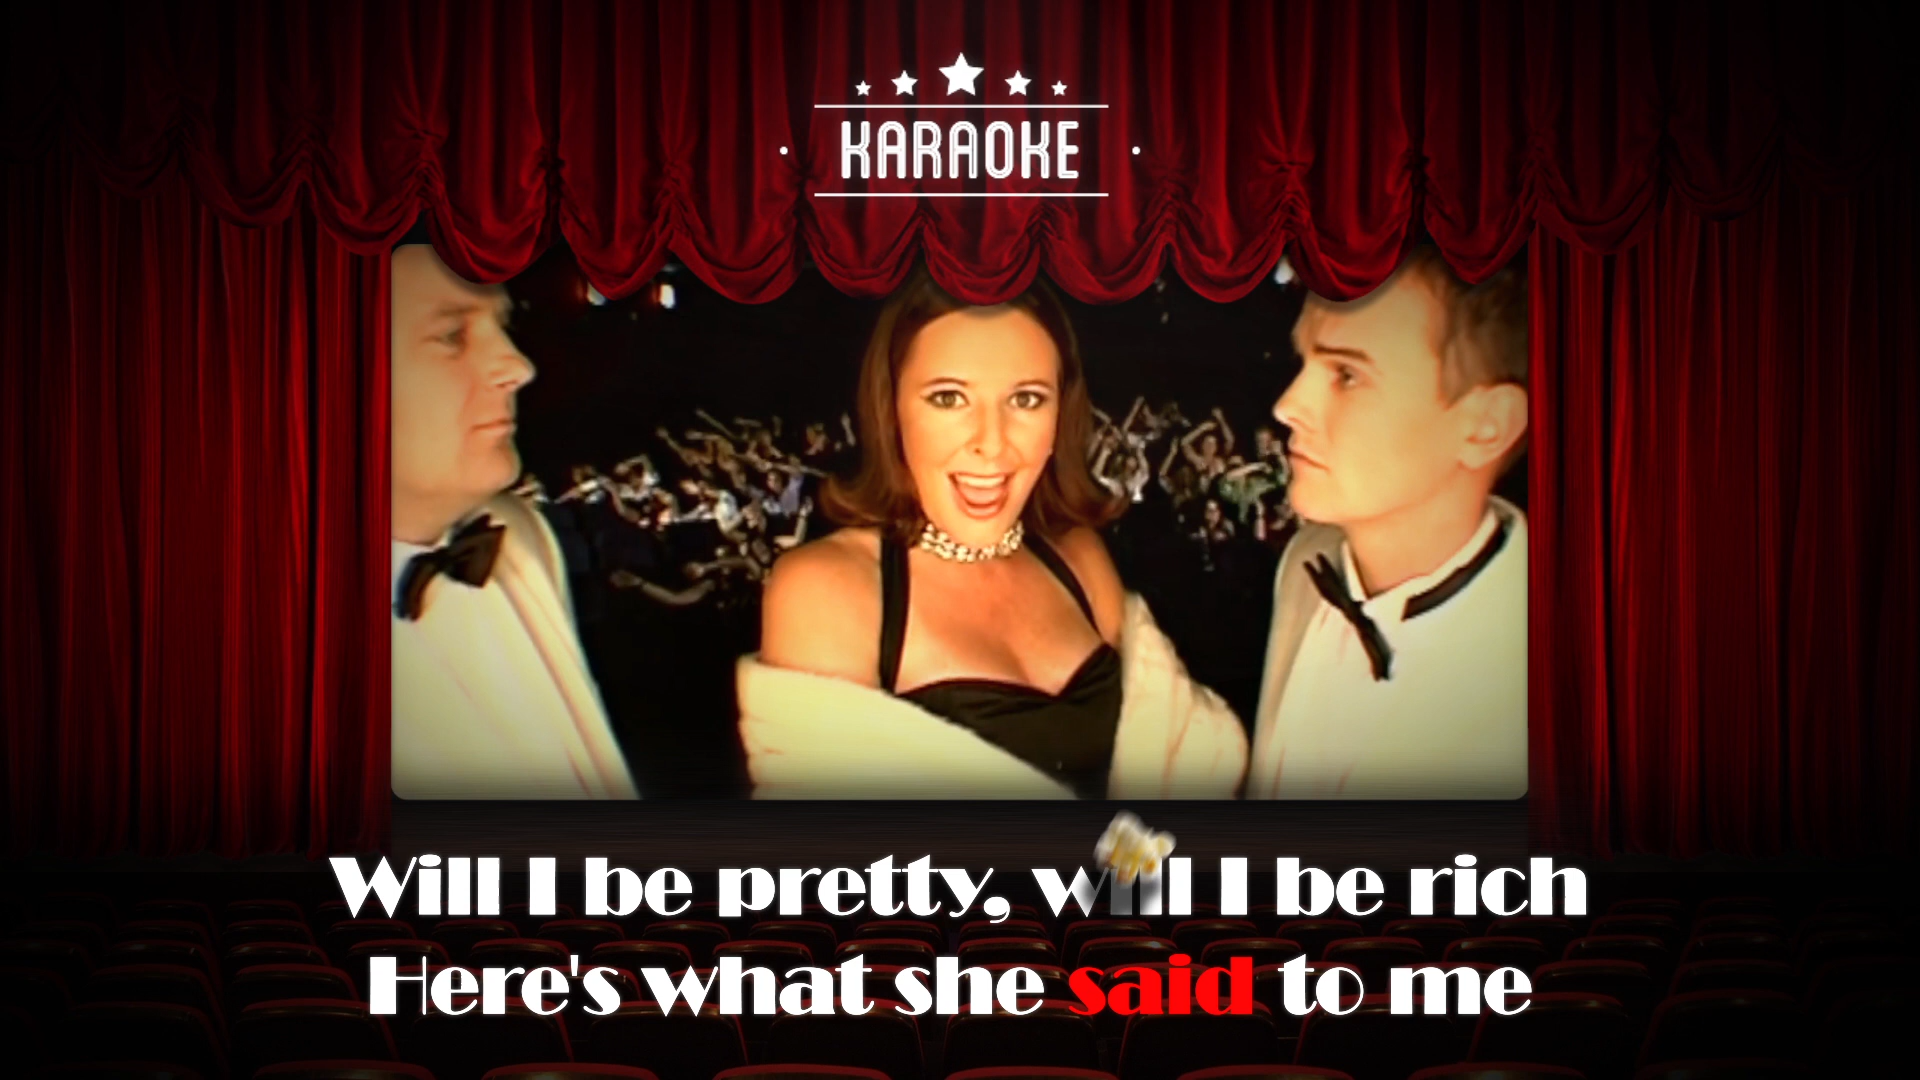 KARAOKE
Will I be pretty, will I be rich
Here's what she said to me